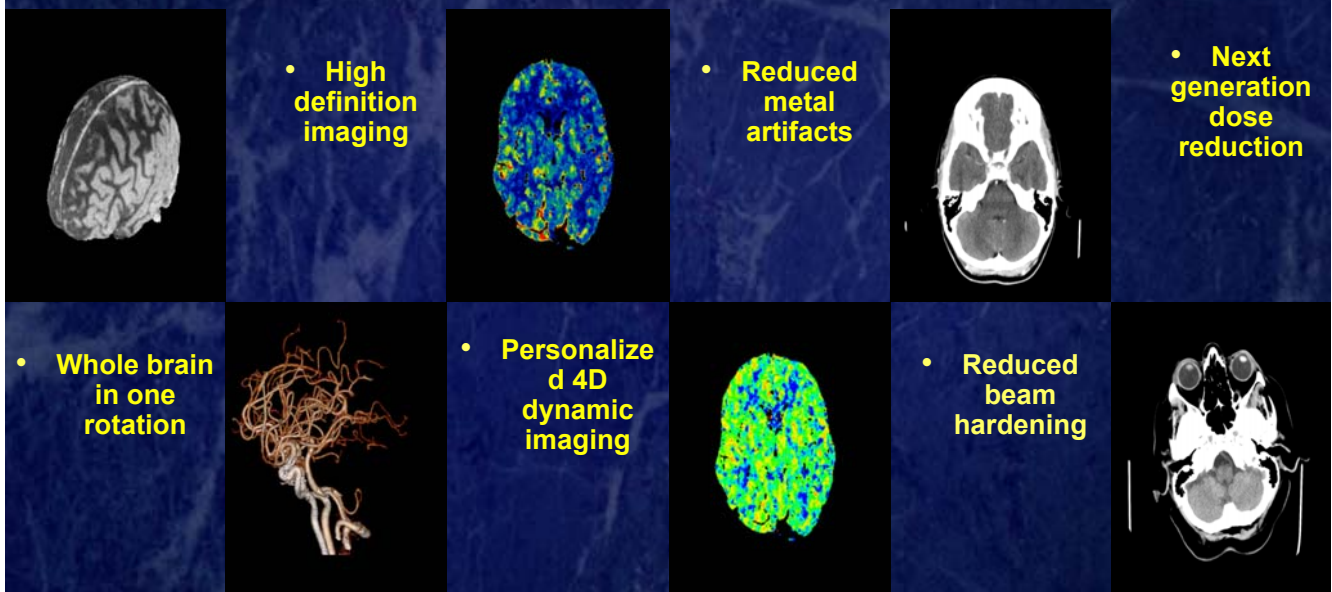 • High
definition
imaging
• Reduced
metal
artifacts
• Next
generation
dose
reduction
• Whole brain
in one
rotation
• Personalize
d 4D
dynamic
imaging
• Reduced
beam
hardening